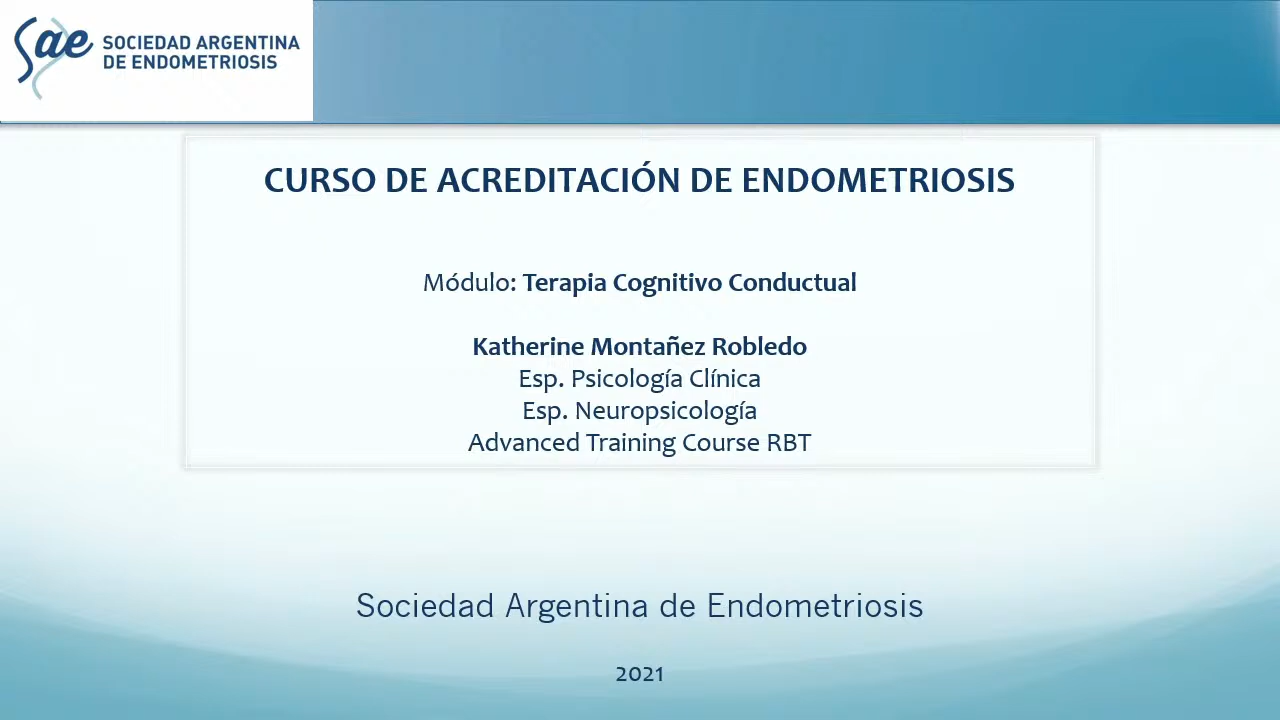 Sae SOCIEDAD ARGENTINA
DE ENDOMETRIOSIS
CURSO DE ACREDITACIÓN DE ENDOMETRIOSIS
Módulo: Terapia Cognitivo Conductual
Katherine Montañez Robledo
Esp. Psicología Clínica
Esp. Neuropsicología
Advanced Training Course RBT
Sociedad Argentina de Endometriosis
2021